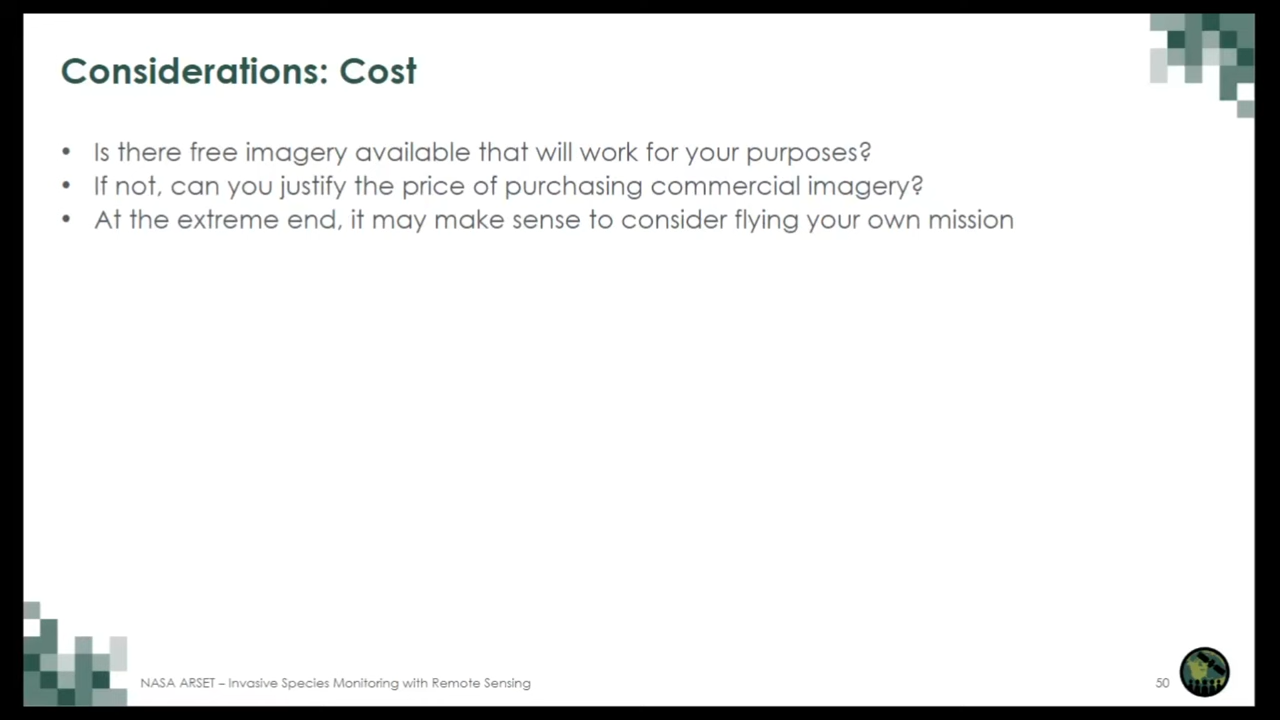 Considerations: Cost
• Is there free imagery available that will work for your purposes?
• If not, can you justify the price of purchasing commercial imagery?
• At the extreme end, it may make sense to consider flying your own mission
NASA ARSET – Invasive Species Monitoring with Remote Sensing
50